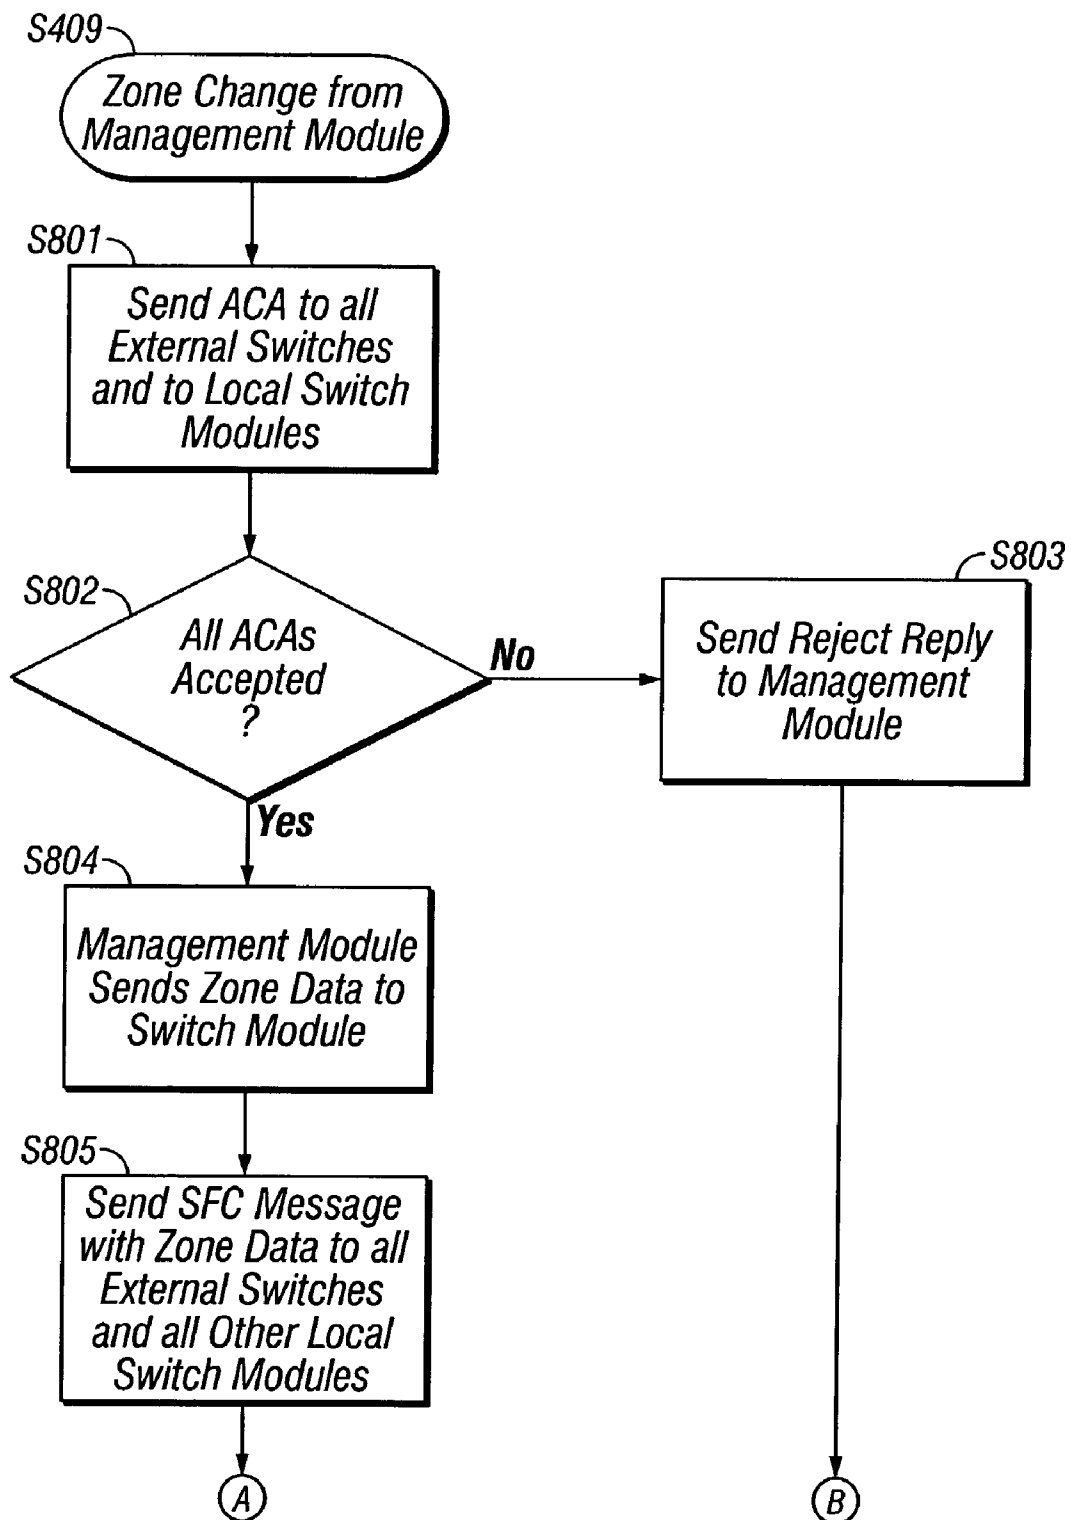 S409
Zone Change from
Management Module
S801
Send ACA to all
External Switches
and to Local Switch
Modules
S802
All ACAs
Accepted
?
No
S803
Send Reject Reply
to Management
Module
Yes
S804
Management Module
Sends Zone Data to
Switch Module
S805
Send SFC Message
with Zone Data to all
External Switches
and all Other Local
Switch Modules
A
B